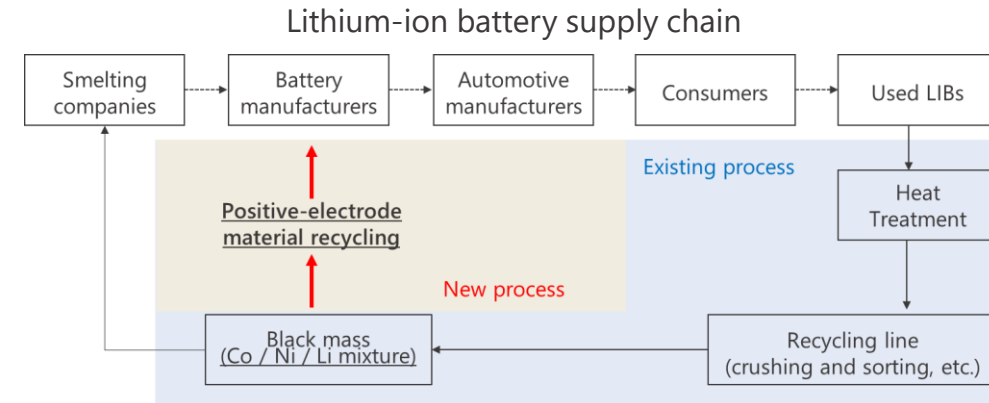 Lithium-ion battery supply chain
Smelting
companies
Battery
manufacturers
Automotive
manufacturers
Consumers
Used LIBs
Existing process
Heat
Treatment
Positive-electrode
material recycling
New process
Black mass
(Co / Ni / Li mixture)
Recycling line
(crushing and sorting, etc.)